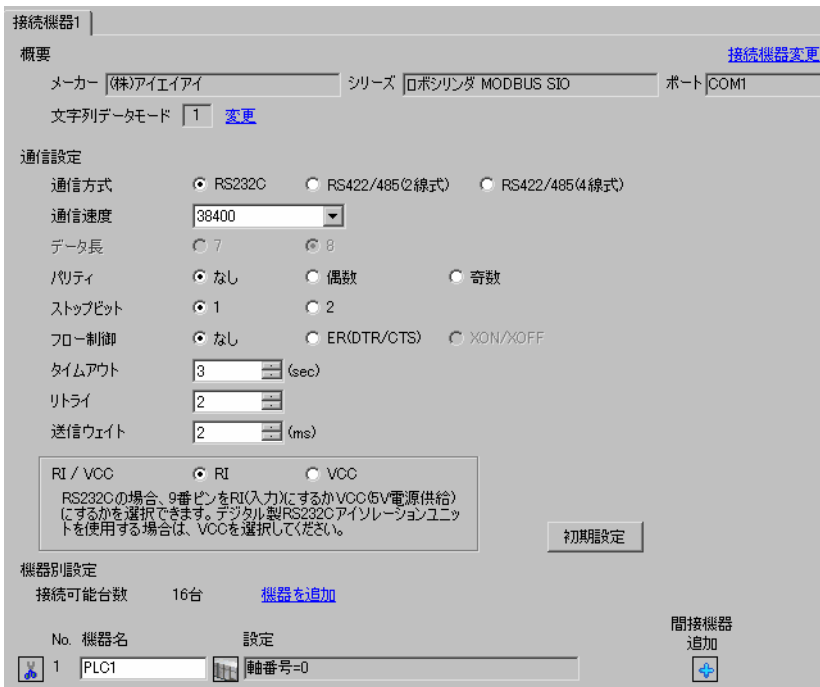 接続機器1
概要
接続機器変更
メーカー (株)アイエイアイ シリーズ ロボシリンダ MODBUS SIO ポート COM1
文字列データモード 1 変更
通信設定
通信方式 RS232C RS422/485(2線式) RS422/485(4線式)
通信速度 38400
データ長 7 8
パリティ なし 偶数 奇数
ストップビット 1 2
フロー制御 なし ER(DTR/CTS) XON/XOFF
タイムアウト 3 (sec)
リトライ 2
送信ウェイト 2 (ms)
RI / VCC RI VCC
RS232Cの場合、9番ピンをRI(入力)にするかVCC(5V電源供給)
にするかを選択できます。デジタル製RS232Cアイソレーションユニッ
トを使用する場合は、VCCを選択してください。
初期設定
機器別設定
接続可能台数 16台 機器を追加
間接機器
追加
No. 機器名 設定
1 PLC1 軸番号=0